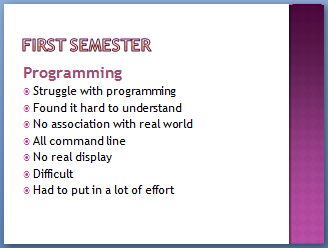 FIRST SEMESTER
Programming
Struggle with programming
Found it hard to understand
No association with real world
All command line
No real display
Difficult
Had to put in a lot of effort